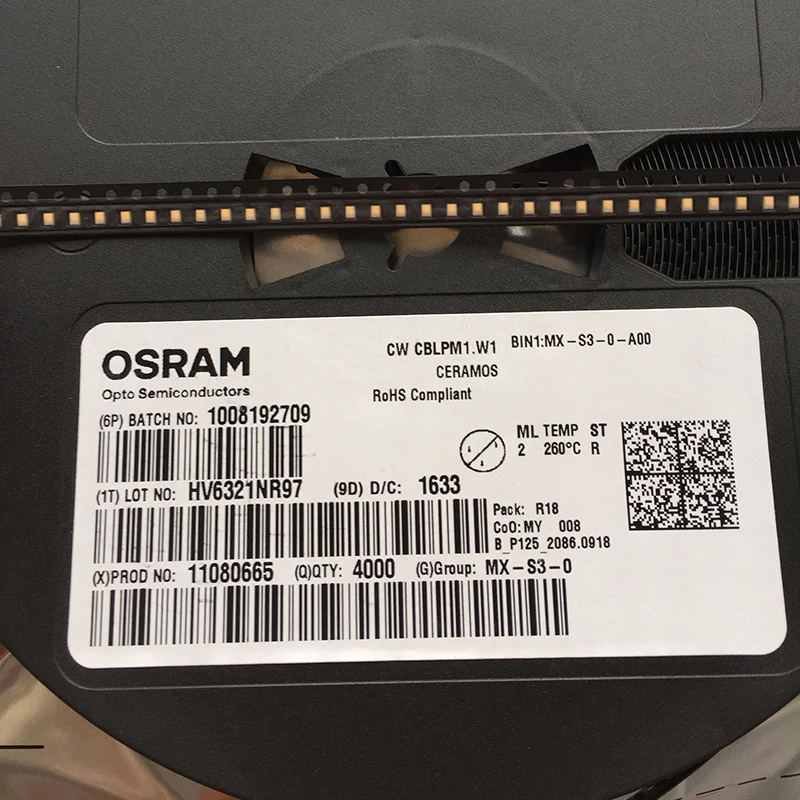 OSRAM
Opto Semiconductors
CW CBLPM1.W1 BIN1:MX-S3-0-A00
CERAMOS
RoHS Compliant
(6P) BATCH NO: 1008192709
ML TEMP ST
2 260°C R
(1T) LOT NO: HV6321NR97 (9D) D/C: 1633
Pack: R18
CoO: MY 008
B_P125_2086.0918
(X)PROD NO: 11080665 (Q)QTY: 4000 (G)Group: MX-S3-0